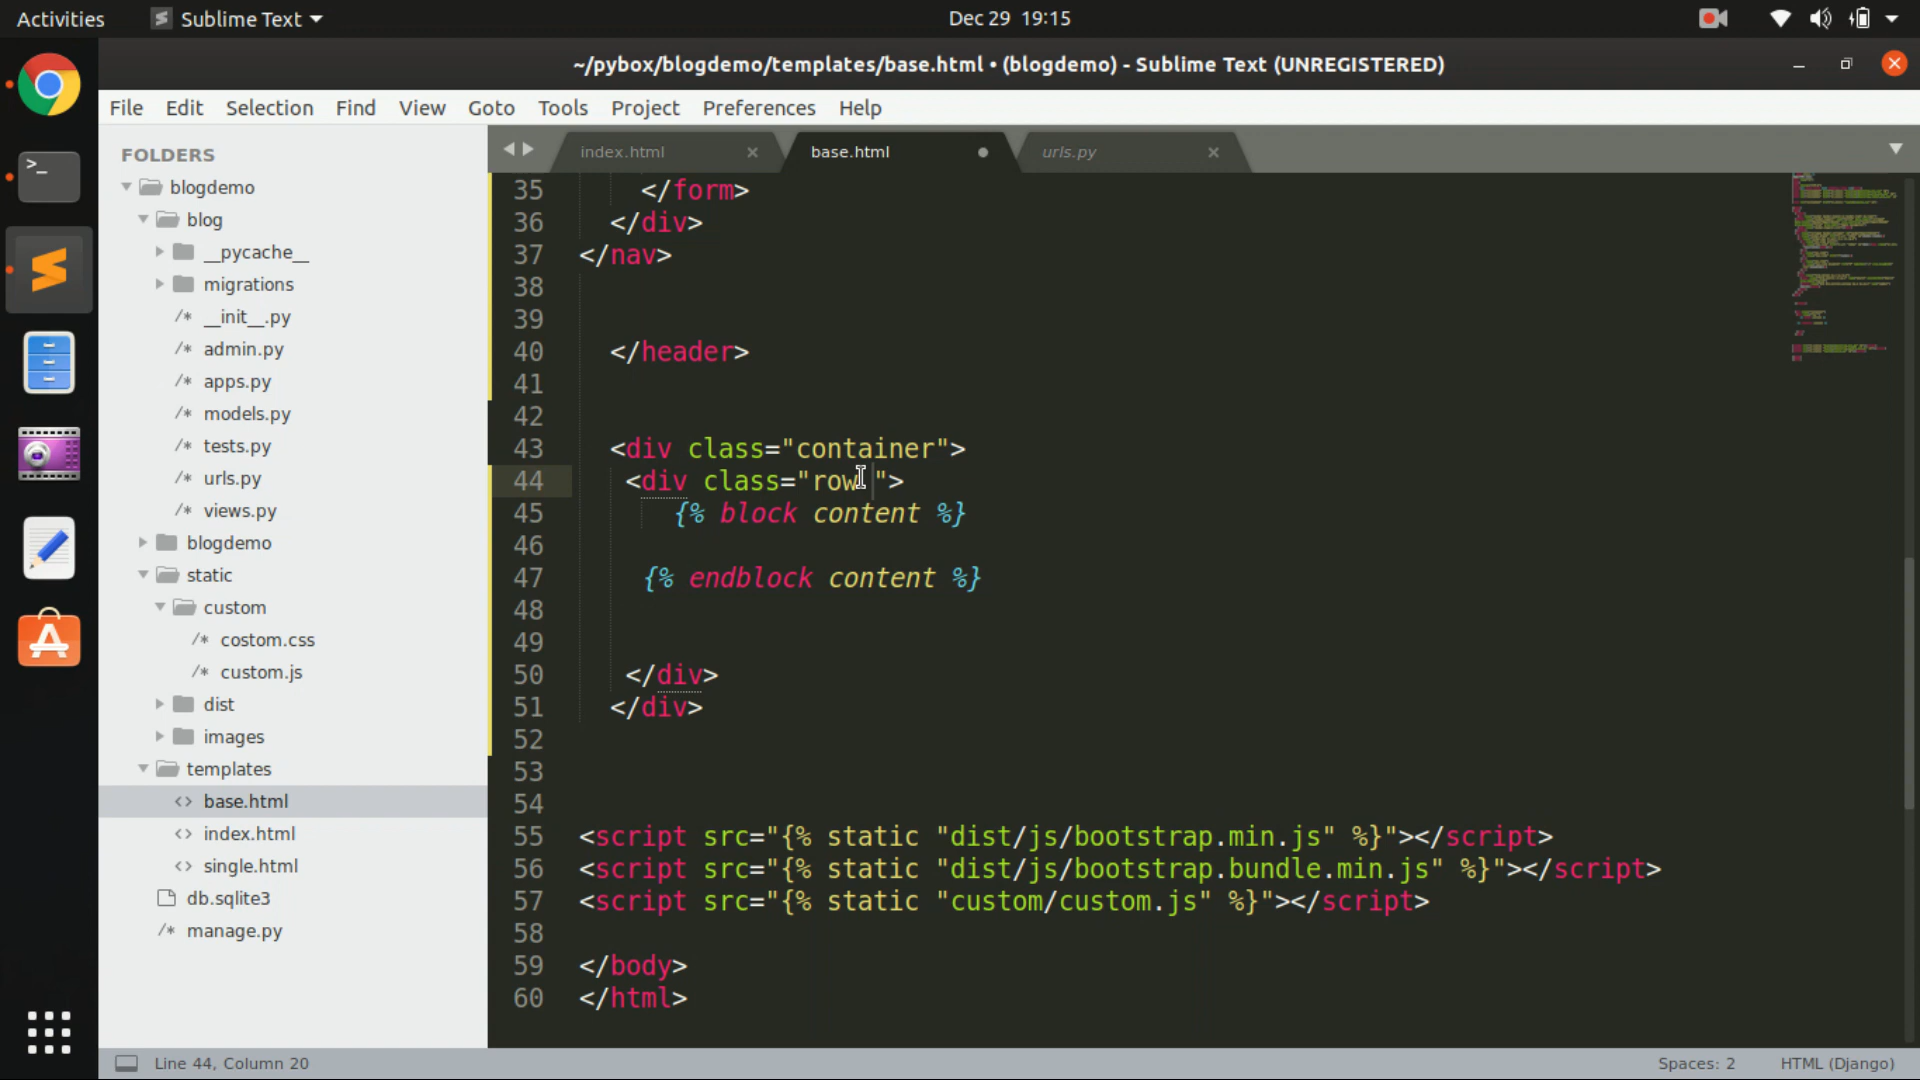 Activities Sublime Text Dec 29 19:15
~/pybox/blogdemo/templates/base.html • (blogdemo) - Sublime Text (UNREGISTERED)
File Edit Selection Find View Goto Tools Project Preferences Help
FOLDERS
blogdemo
blog
__pycache__
migrations
/* __init__.py
/* admin.py
/* apps.py
/* models.py
/* tests.py
/* urls.py
/* views.py
blogdemo
static
custom
/* costom.css
/* custom.js
dist
images
templates
<> base.html
<> index.html
<> single.html
db.sqlite3
/* manage.py
index.html base.html urls.py
35 </form>
36 </div>
37 </nav>
38
39
40 </header>
41
42
43 <div class="container">
44 <div class="row ">
45 {% block content %}
46
47 {% endblock content %}
48
49
50 </div>
51 </div>
52
53
54
55 <script src="{% static "dist/js/bootstrap.min.js" %}"></script>
56 <script src="{% static "dist/js/bootstrap.bundle.min.js" %}"></script>
57 <script src="{% static "custom/custom.js" %}"></script>
58
59 </body>
60 </html>
Line 44, Column 20 Spaces: 2 HTML (Django)